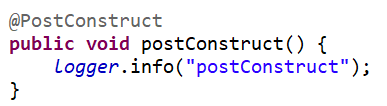 @PostConstruct
public void postConstruct() {
    logger.info("postConstruct");
}